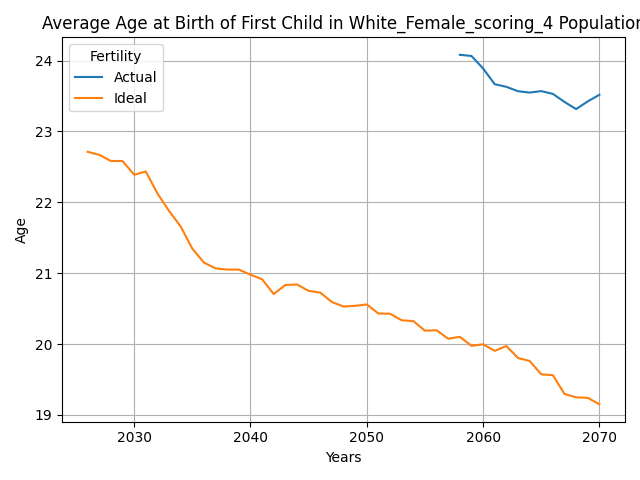 Average Age at Birth of First Child in White_Female_scoring_4 Population
Fertility
Actual
Ideal
24
23
22
21
20
19
Age
2030 2040 2050 2060 2070
Years